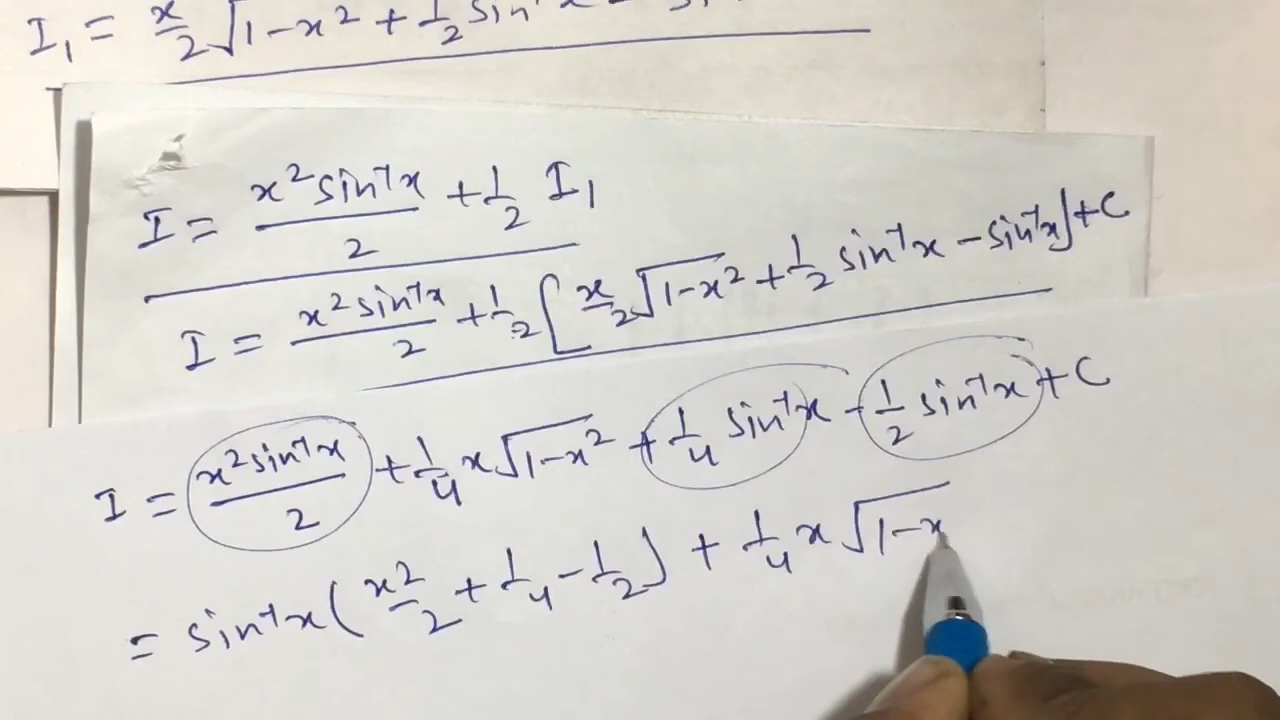 I₁ = x/2 √1-x² + 1/2 sin⁻¹x - sin
I = x² sin⁻¹x / 2 + 1/2 I₁
I = x² sin⁻¹x / 2 + 1/2 [ x/2 √1-x² + 1/2 sin⁻¹x - sin⁻¹x ] + C
I = x² sin⁻¹x / 2 + 1/4 x √1-x² + 1/4 sin⁻¹x - 1/2 sin⁻¹x + C
= sin⁻¹x ( x²/2 + 1/4 - 1/2 ) + 1/4 x √1-x